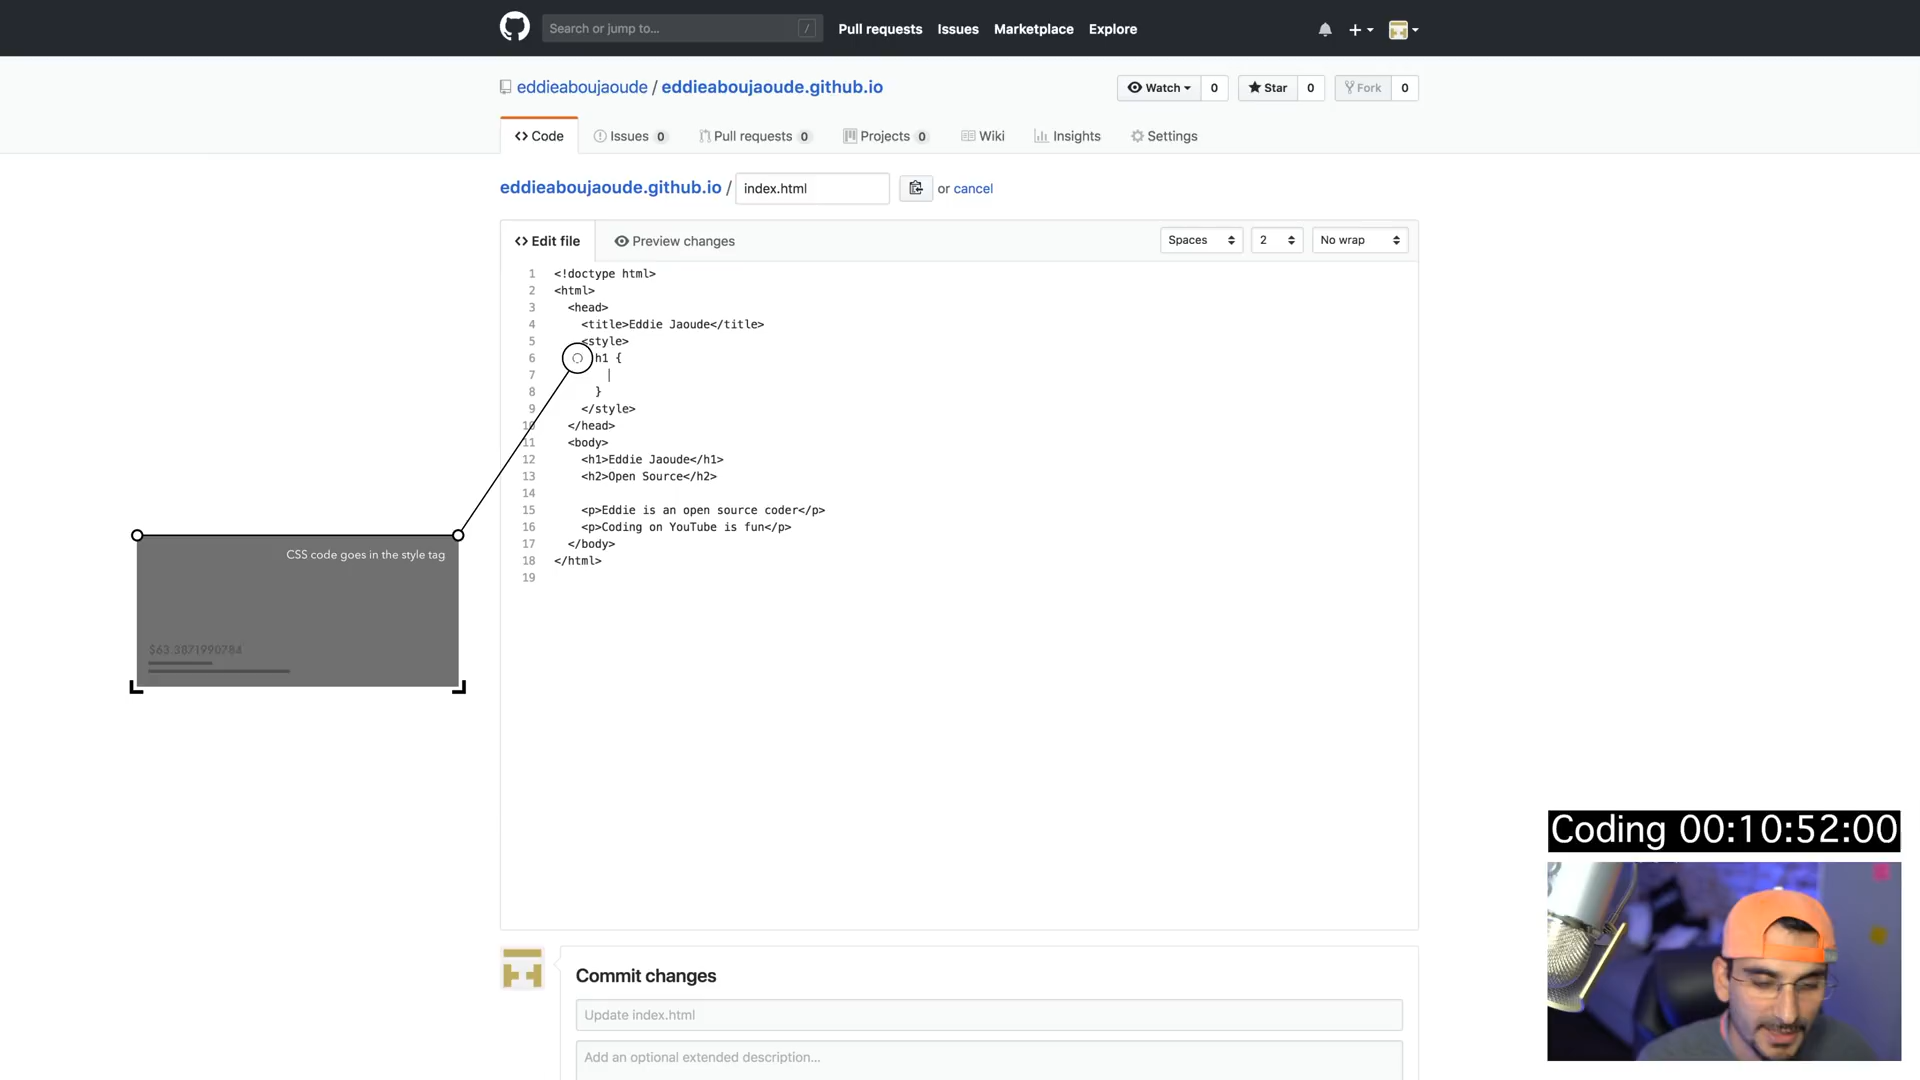 Search or jump to... /
Pull requests Issues Marketplace Explore
eddieaboujaoude / eddieaboujaoude.github.io
Watch 0 Star 0 Fork 0
Code Issues 0 Pull requests 0 Projects 0 Wiki Insights Settings
eddieaboujaoude.github.io / index.html or cancel
Edit file Preview changes Spaces 2 No wrap
1 <!doctype html>
2 <html>
3 <head>
4 <title>Eddie Jaoude</title>
5 <style>
6 h1 {
7
8 }
9 </style>
10 </head>
11 <body>
12 <h1>Eddie Jaoude</h1>
13 <h2>Open Source</h2>
14
15 <p>Eddie is an open source coder</p>
16 <p>Coding on YouTube is fun</p>
17 </body>
18 </html>
19
CSS code goes in the style tag
$63.3871990784
Coding 00:10:52:00
Commit changes
Update index.html
Add an optional extended description...